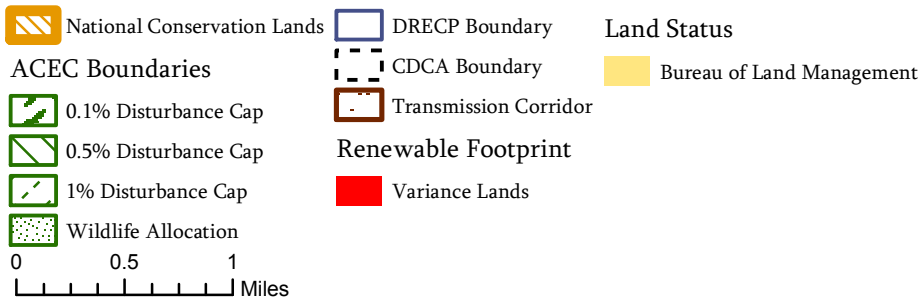 National Conservation Lands
ACEC Boundaries
0.1% Disturbance Cap
0.5% Disturbance Cap
1% Disturbance Cap
Wildlife Allocation
0 0.5 1
Miles
DRECP Boundary
CDCA Boundary
Transmission Corridor
Renewable Footprint
Variance Lands
Land Status
Bureau of Land Management